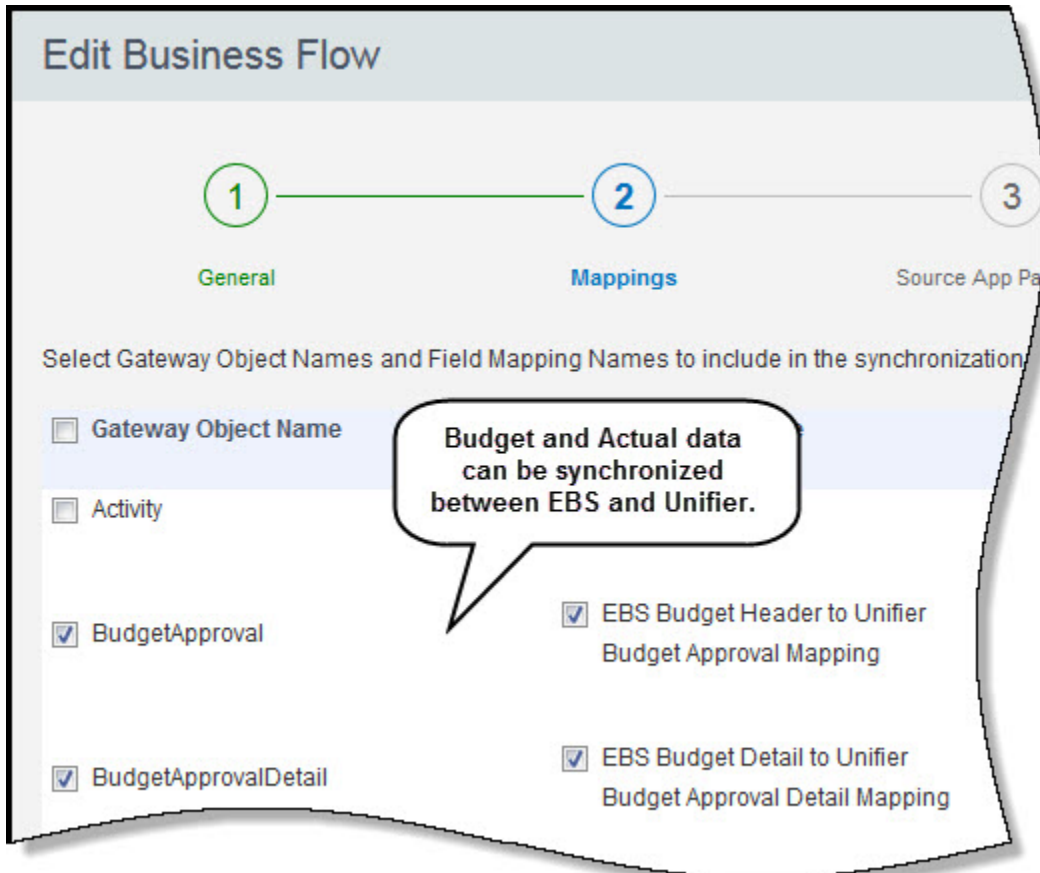 Edit Business Flow
1
2
3
General
Mappings
Source App
Select Gateway Object Names and Field Mapping Names to include in the synchronization
Gateway Object Name
Budget and Actual data
can be synchronized
between EBS and Unifier.
Activity
BudgetApproval
EBS Budget Header to Unifier
Budget Approval Mapping
BudgetApprovalDetail
EBS Budget Detail to Unifier
Budget Approval Detail Mapping